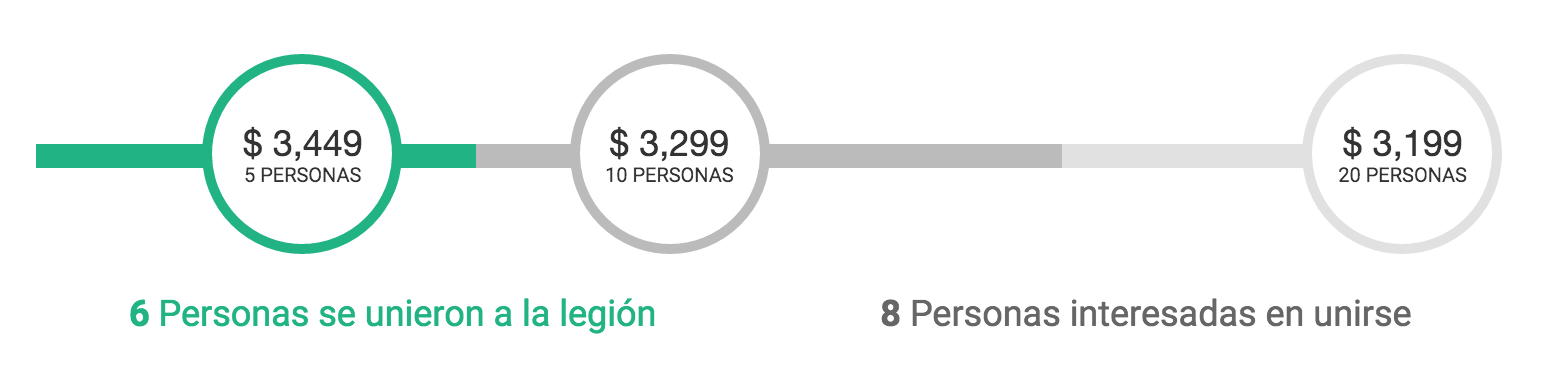 $ 3,449
5 PERSONAS
$ 3,299
10 PERSONAS
$ 3,199
20 PERSONAS
6 Personas se unieron a la legión
8 Personas interesadas en unirse